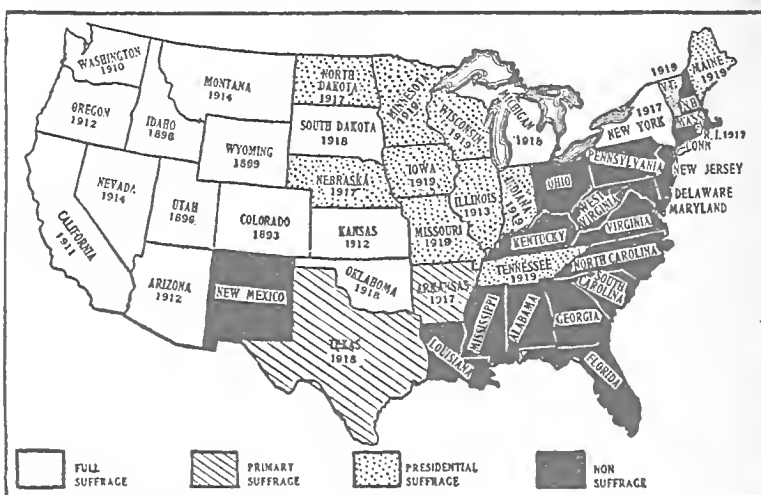 WASHINGTON
1910
OREGON
1912
IDAHO
1896
MONTANA
1914
WYOMING
1869
NEVADA
1914
UTAH
1896
COLORADO
1893
CALIFORNIA
1911
ARIZONA
1912
NEW MEXICO
NORTH
DAKOTA
1917
SOUTH DAKOTA
1918
NEBRASKA
1917
KANSAS
1912
OKLAHOMA
1918
TEXAS
1918
MINNESOTA
1919
IOWA
1919
MISSOURI
1919
ARKANSAS
1917
LOUISIANA
WISCONSIN
1919
ILLINOIS
1913
MICHIGAN
1918
INDIANA
1919
OHIO
KENTUCKY
TENNESSEE
1919
MISSISSIPPI
ALABAMA
GEORGIA
FLORIDA
SOUTH
CAROLINA
NORTH CAROLINA
VIRGINIA
WEST
VIRGINIA
PENNSYLVANIA
1917
NEW YORK
1919
VT.
N.H.
MAINE
1919
MASS
R.I. 1917
CONN
NEW JERSEY
DELAWARE
MARYLAND
FULL
SUFFRAGE
PRIMARY
SUFFRAGE
PRESIDENTIAL
SUFFRAGE
NON
SUFFRAGE